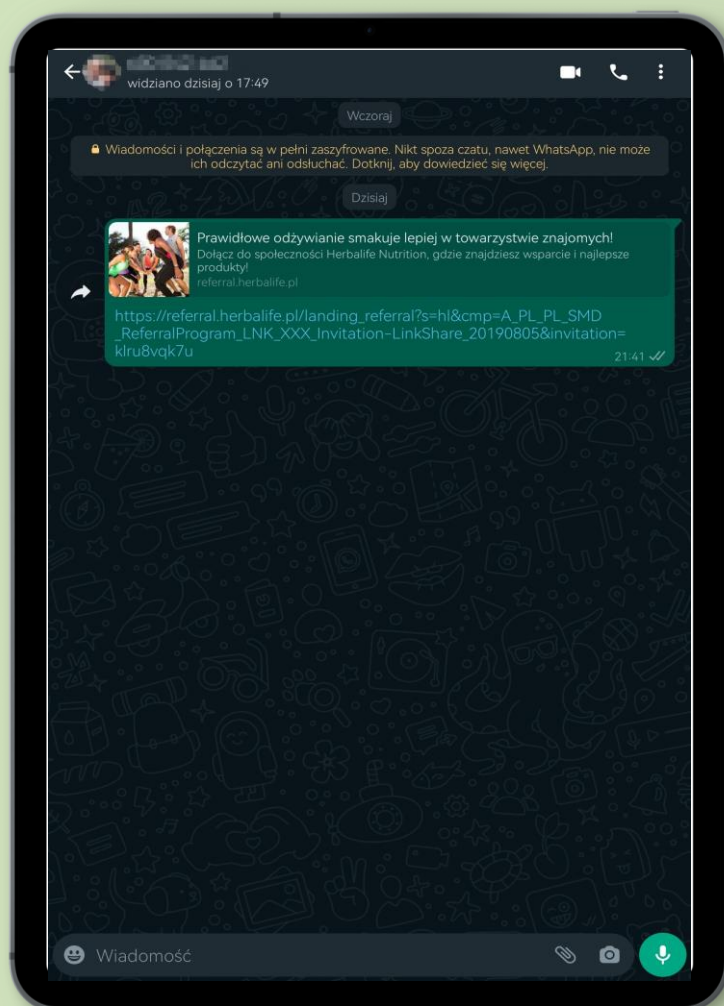 widziano dzisiaj o 17:49
Wczoraj
Wiadomości i połączenia są w pełni zaszyfrowane. Nikt spoza czatu, nawet WhatsApp, nie może
ich odczytać ani odsłuchać. Dotknij, aby dowiedzieć się więcej.
Dzisiaj
Prawidłowe odżywianie smakuje lepiej w towarzystwie znajomych!
Dołącz do społeczności Herbalife Nutrition, gdzie znajdziesz wsparcie i najlepsze
produkty!
referral.herbalife.pl
https://referral.herbalife.pl/landing_referral?s=hl&cmp=A_PL_PL_SMD
_ReferralProgram_LNK_XXX_Invitation-LinkShare_20190805&invitation=
klru8vqk7u
21:41
Wiadomość